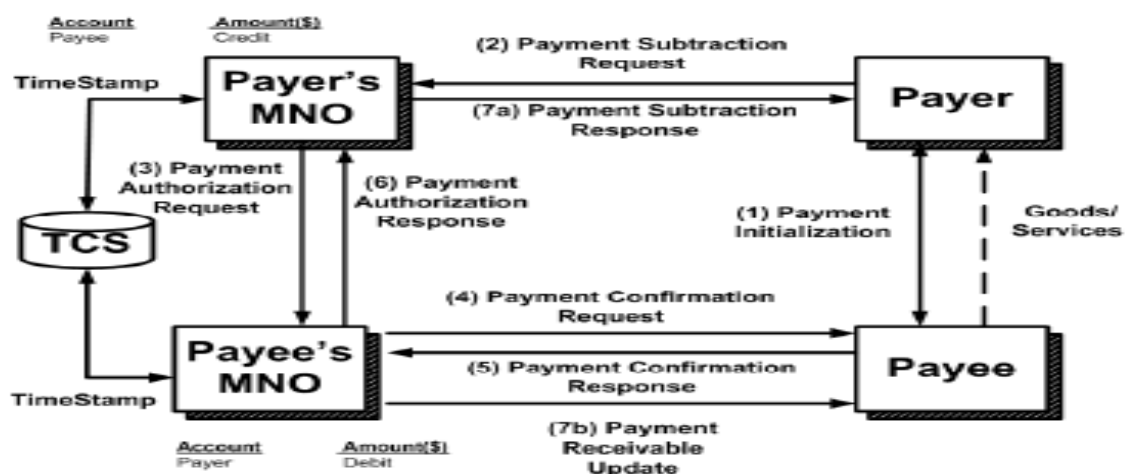 Account Amount($)
Payee Credit
(2) Payment Subtraction
Request
TimeStamp
Payer's
MNO
Payer
(7a) Payment Subtraction
Response
(3) Payment
Authorization
Request
(6) Payment
Authorization
Response
(1) Payment
Initialization
Goods/
Services
TCS
(4) Payment Confirmation
Request
Payee's
MNO
Payee
(5) Payment Confirmation
Response
TimeStamp
(7b) Payment
Receivable
Update
Account Amount($)
Payer Debit